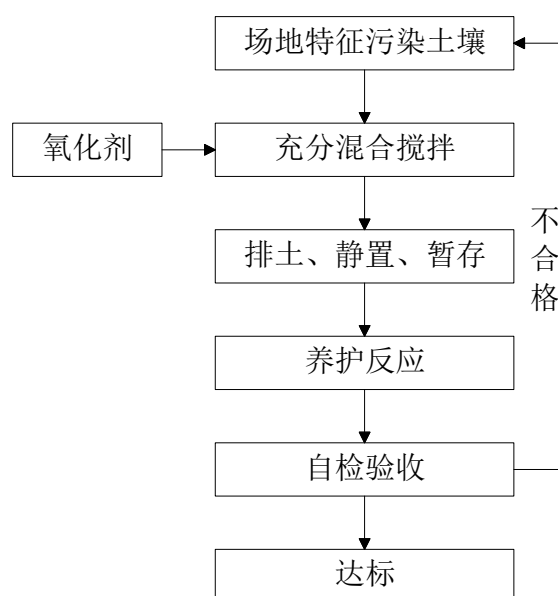 场地特征污染土壤
氧化剂
充分混合搅拌
排土、静置、暂存
不
合
格
养护反应
自检验收
达标